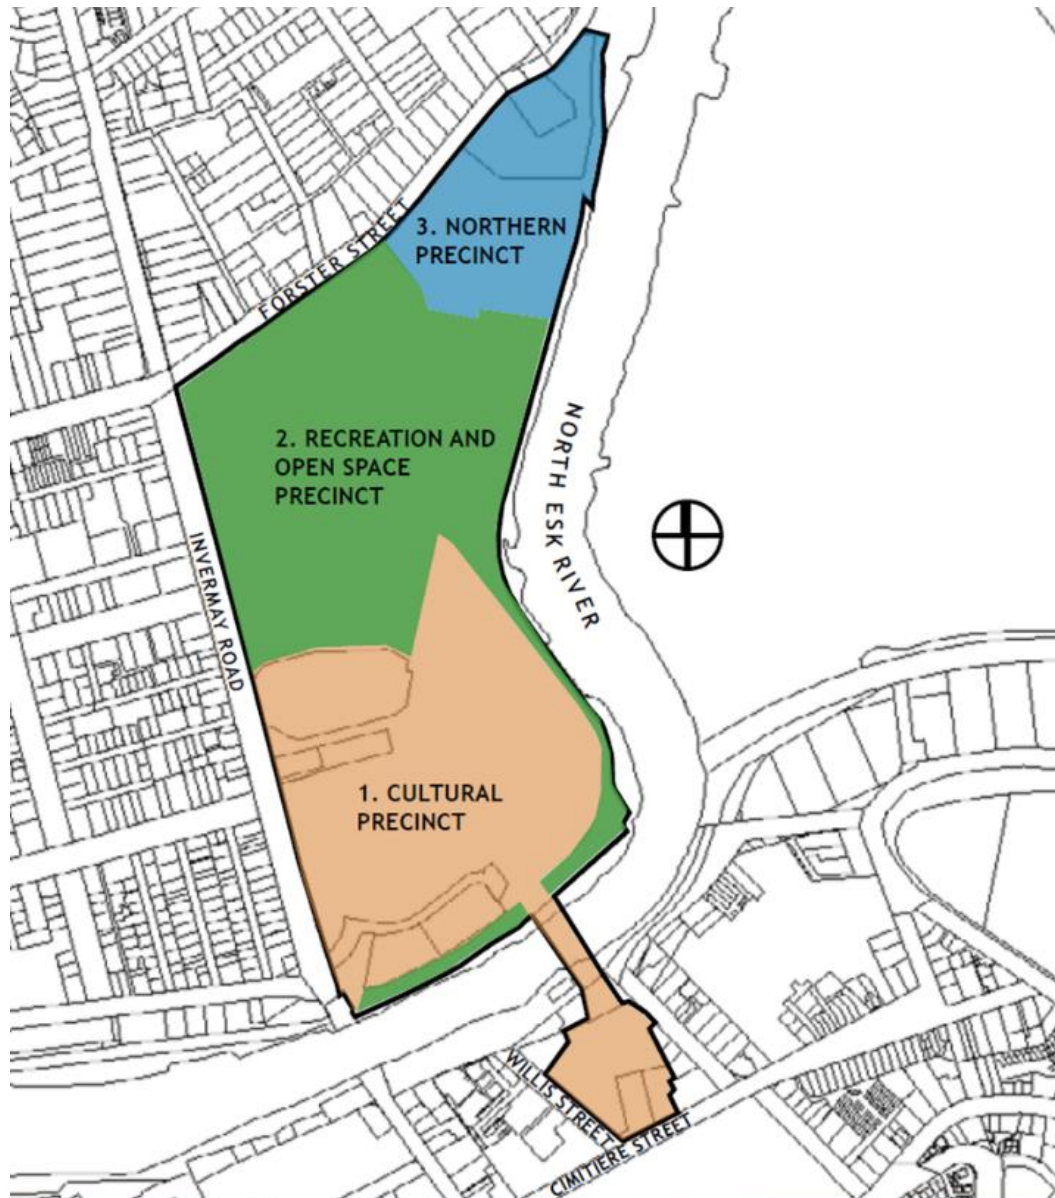 3. NORTHERN
PRECINCT
FORSTER STREET
2. RECREATION AND
OPEN SPACE
PRECINCT
NORTH ESK RIVER
INVERMAY ROAD
1. CULTURAL
PRECINCT
WILLIS STREET
CIMITIERE STREET